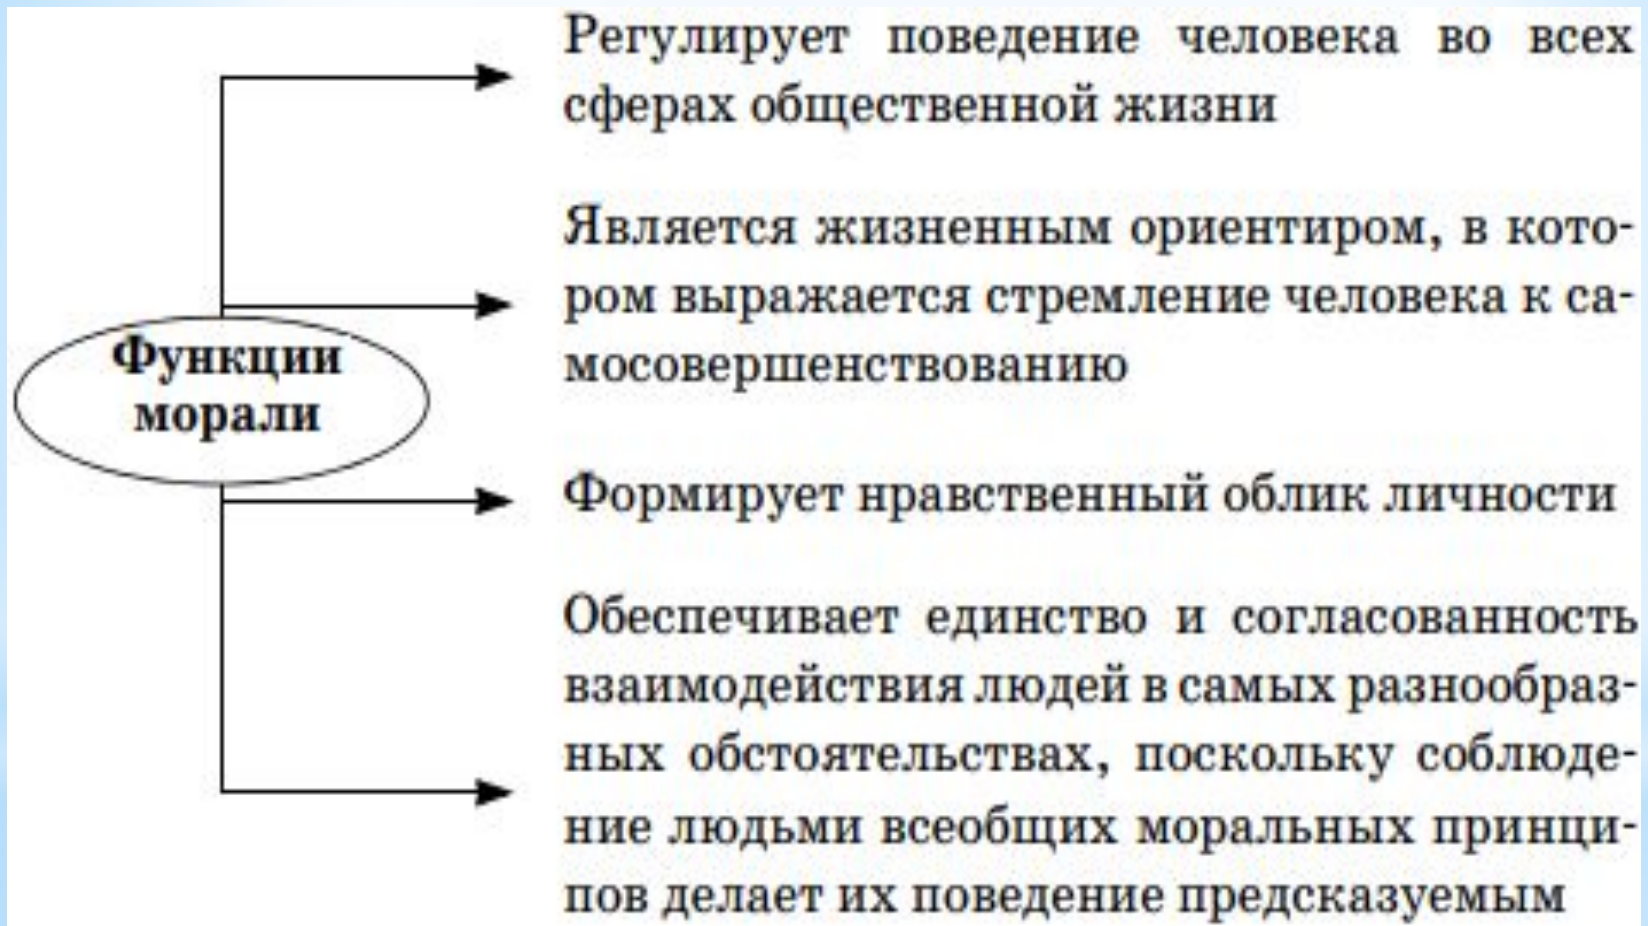 Регулирует поведение человека во всех
сферах общественной жизни
Является жизненным ориентиром, в кото-
ром выражается стремление человека к са-
мосовершенствованию
Функции
морали
Формирует нравственный облик личности
Обеспечивает единство и согласованность
взаимодействия людей в самых разнообраз-
ных обстоятельствах, поскольку соблюде-
ние людьми всеобщих моральных принци-
пов делает их поведение предсказуемым